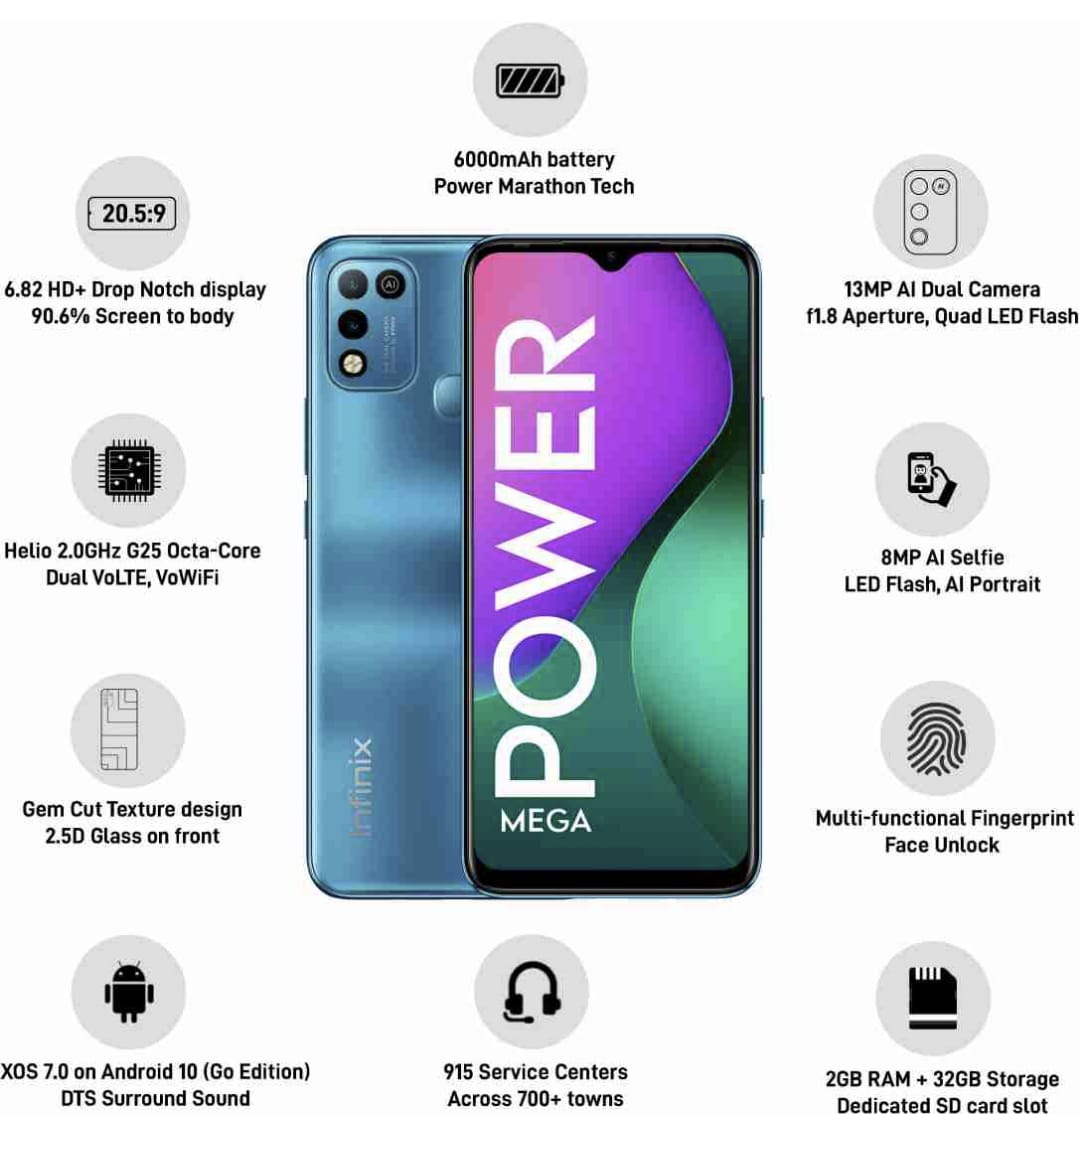 6000mAh battery
Power Marathon Tech
20.5:9
6.82 HD+ Drop Notch display
90.6% Screen to body
AI
13MP AI Dual Camera
f1.8 Aperture, Quad LED Flash
AI
Helio 2.0GHz G25 Octa-Core
Dual VoLTE, VoWiFi
8MP AI Selfie
LED Flash, AI Portrait
MEGA
POWER
Infinix
Gem Cut Texture design
2.5D Glass on front
Multi-functional Fingerprint
Face Unlock
XOS 7.0 on Android 10 (Go Edition)
DTS Surround Sound
915 Service Centers
Across 700+ towns
2GB RAM + 32GB Storage
Dedicated SD card slot